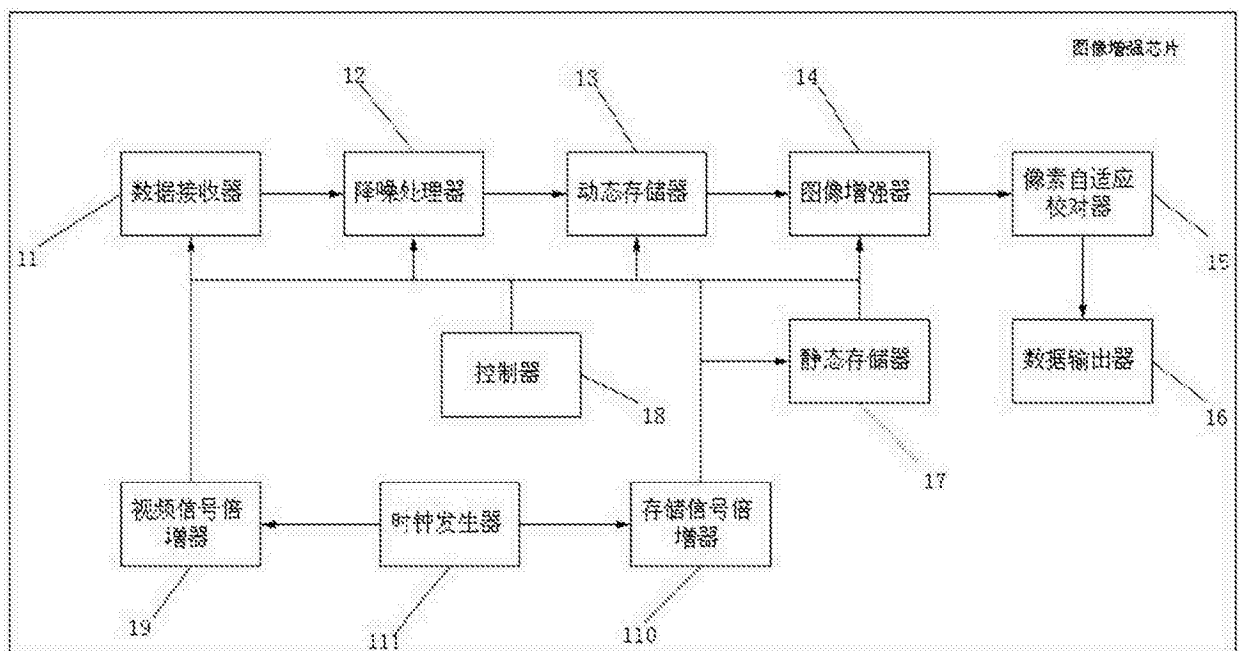 图像增强芯片
12
13
14
数据接收器
降噪处理器
动态存储器
图像增强器
像素自适应
校对器
11
15
控制器
18
静态存储器
17
数据输出器
16
视频信号倍
增器
时钟发生器
存储信号倍
增器
19
111
110